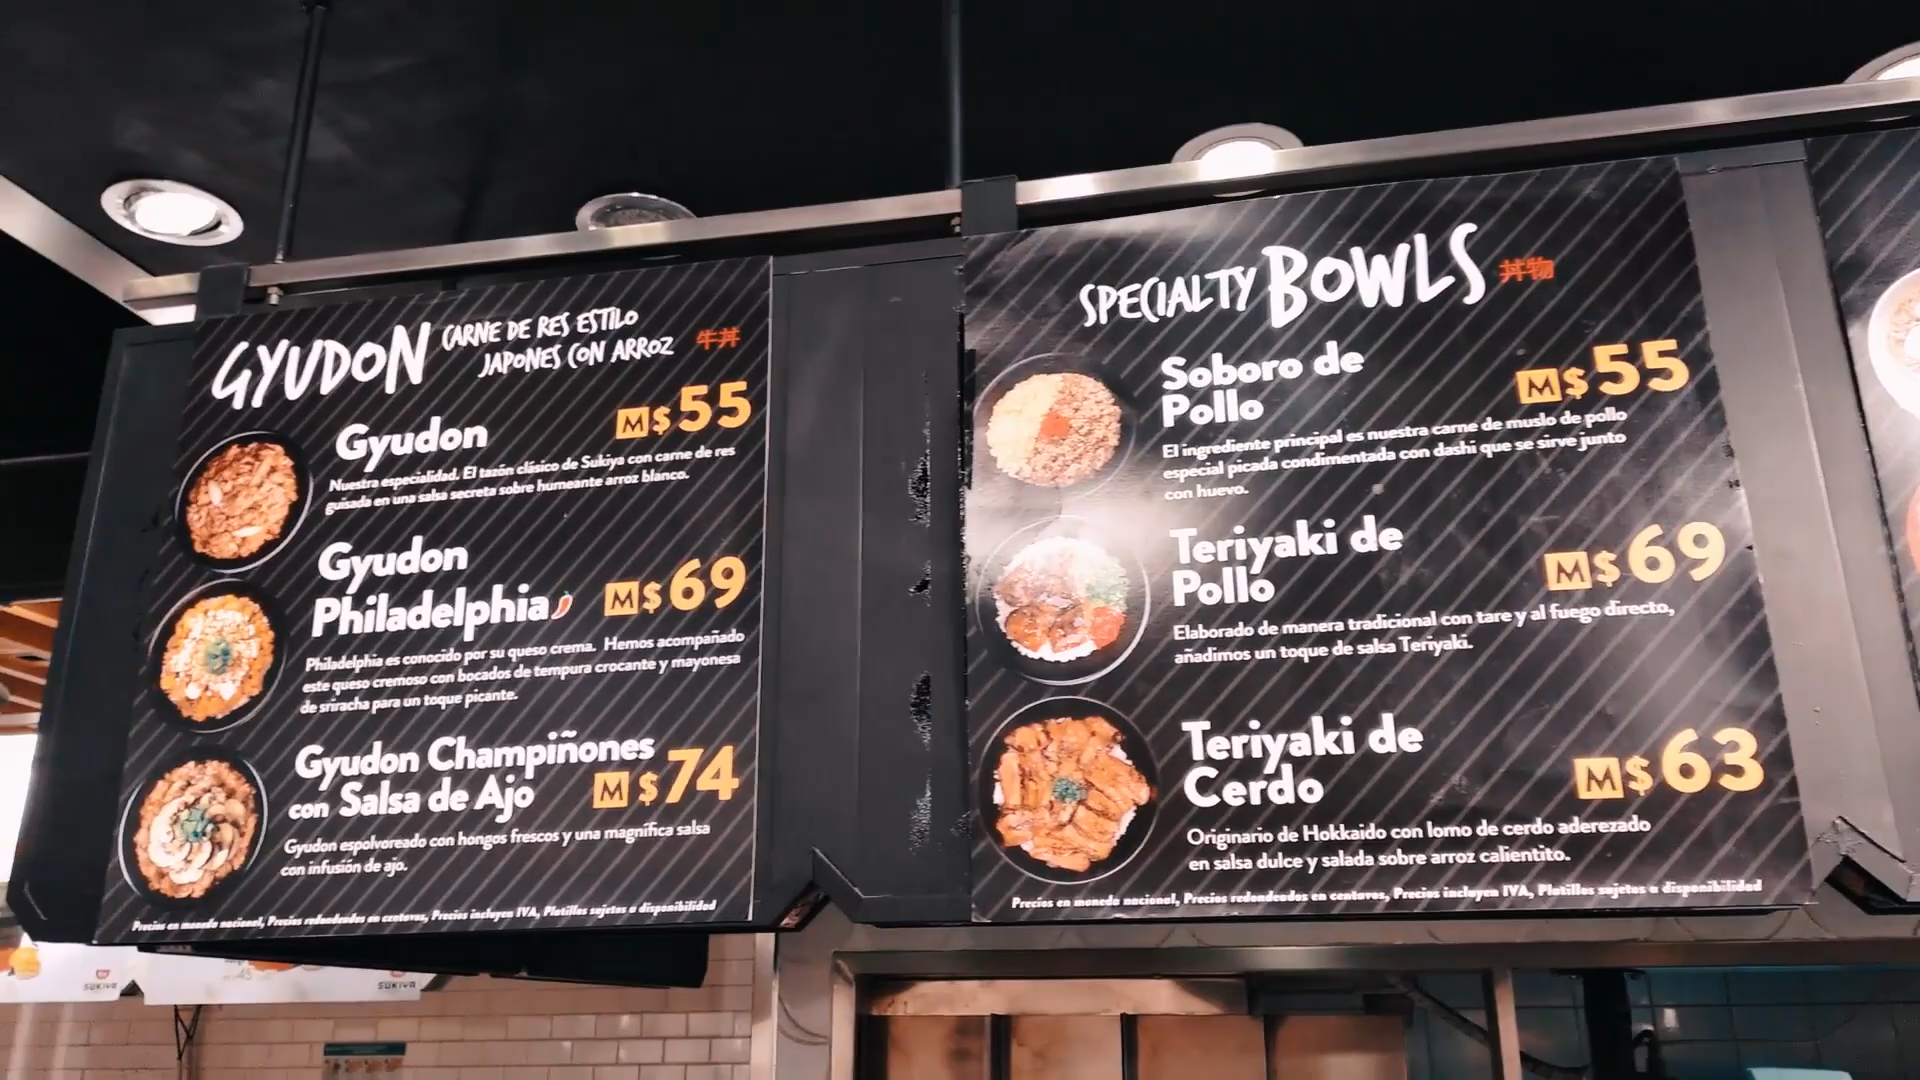 GYUDON CARNE DE RES ESTILO
JAPONES CON ARROZ 牛丼
Gyudon M $55
Nuestra especialidad. El tazón clásico de Sukiya con carne de res
guisada en una salsa secreta sobre humeante arroz blanco.
Gyudon
Philadelphia M $69
Philadelphia es conocido por su queso crema. Hemos acompañado
este queso cremoso con bocados de tempura crocante y mayonesa
de sriracha para un toque picante.
Gyudon Champiñones
con Salsa de Ajo M $74
Gyudon espolvoreado con hongos frescos y una magnífica salsa
con infusión de ajo.
Precios en moneda nacional, Precios redondeados en centavos, Precios incluyen IVA, Platillos sujetos a disponibilidad
SPECIALTY BOWLS 丼物
Soboro de
Pollo M $55
El ingrediente principal es nuestra carne de muslo de pollo
especial picada condimentada con dashi que se sirve junto
con huevo.
Teriyaki de
Pollo M $69
Elaborado de manera tradicional con tare y al fuego directo,
añadimos un toque de salsa Teriyaki.
Teriyaki de
Cerdo M $63
Originario de Hokkaido con lomo de cerdo aderezado
en salsa dulce y salada sobre arroz calientito.
Precios en moneda nacional, Precios redondeados en centavos, Precios incluyen IVA, Platillos sujetos a disponibilidad
SUKIYA
45
SUKIYA